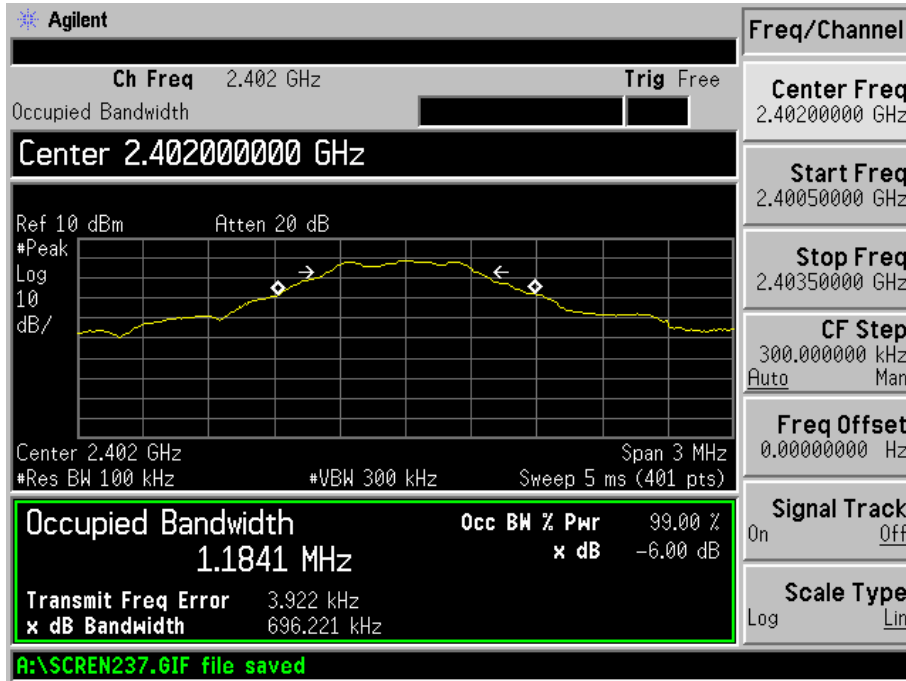 Agilent
Freq/Channel
Ch Freq 2.402 GHz Trig Free
Occupied Bandwidth
Center 2.402000000 GHz
Ref 10 dBm Atten 20 dB
#Peak
Log
10
dB/
Center 2.402 GHz Span 3 MHz
#Res BW 100 kHz #VBW 300 kHz Sweep 5 ms (401 pts)
Occupied Bandwidth
1.1841 MHz
Occ BW % Pwr 99.00 %
x dB -6.00 dB
Transmit Freq Error 3.922 kHz
x dB Bandwidth 696.221 kHz
A:\SCREN237.GIF file saved
Center Freq
2.40200000 GHz
Start Freq
2.40050000 GHz
Stop Freq
2.40350000 GHz
CF Step
300.000000 kHz
Auto Man
Freq Offset
0.00000000 Hz
Signal Track
On Off
Scale Type
Log Lin